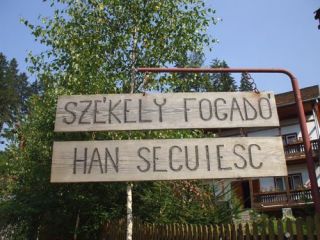 SZÉKELY FOGADÓ
HAN SECUIESC